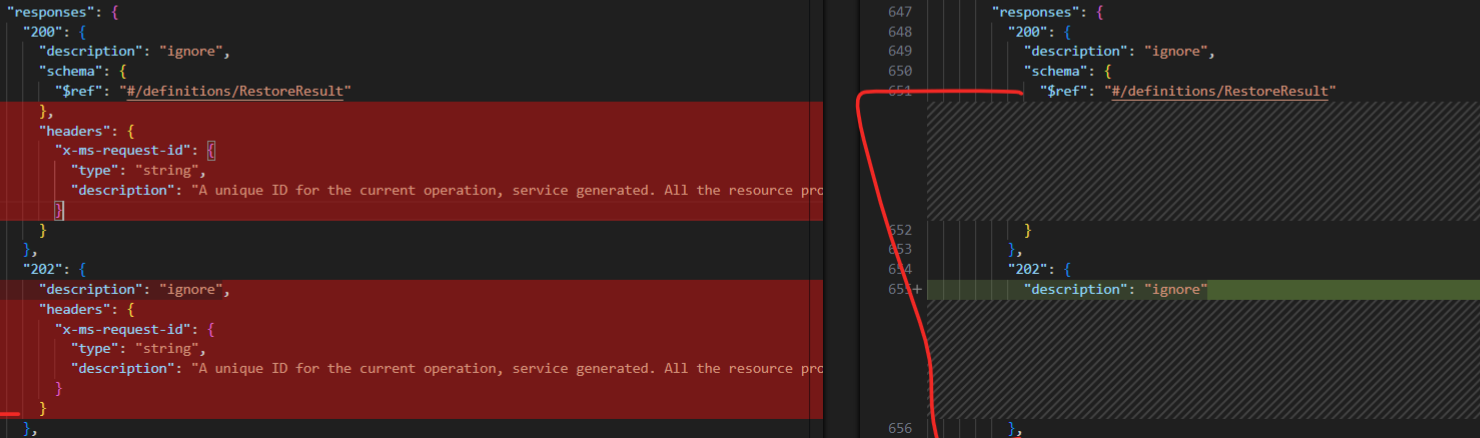 "responses": {
"200": {
"description": "ignore",
"schema": {
"$ref": "#/definitions/RestoreResult"
},
"headers": {
"x-ms-request-id": {
"type": "string",
"description": "A unique ID for the current operation, service generated. All the resource pro
}
}
},
"202": {
"description": "ignore",
"headers": {
"x-ms-request-id": {
"type": "string",
"description": "A unique ID for the current operation, service generated. All the resource pro
}
}
},
647 "responses": {
648 "200": {
649 "description": "ignore",
650 "schema": {
651 "$ref": "#/definitions/RestoreResult"
652 }
653 },
654 "202": {
655+ "description": "ignore"
656 },